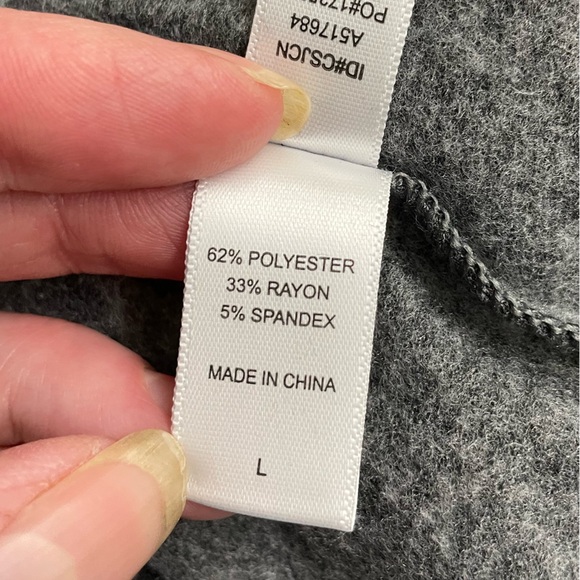 ID#CSJCN
A517684
62% POLYESTER
33% RAYON
5% SPANDEX
MADE IN CHINA
L